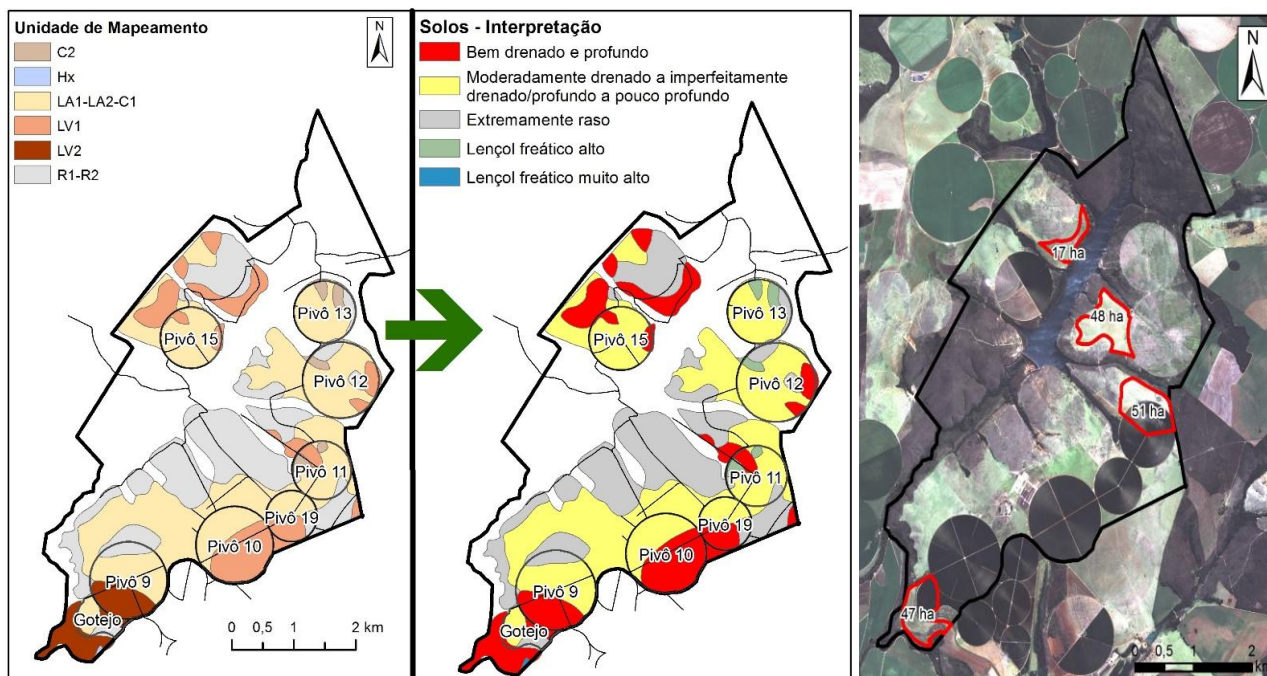 Unidade de Mapeamento
N
C2
Hx
LA1-LA2-C1
LV1
LV2
R1-R2
Pivô 13
Pivô 15
Pivô 12
Pivô 11
Pivô 19
Pivô 10
Pivô 9
Gotejo
0 0,5 1 2 km
Solos - Interpretação
N
Bem drenado e profundo
Moderadamente drenado a imperfeitamente
drenado/profundo a pouco profundo
Extremamente raso
Lençol freático alto
Lençol freático muito alto
Pivô 13
Pivô 15
Pivô 12
Pivô 11
Pivô 19
Pivô 10
Pivô 9
Gotejo
N
17 ha
48 ha
51 ha
47 ha
0 0,5 1 2
km